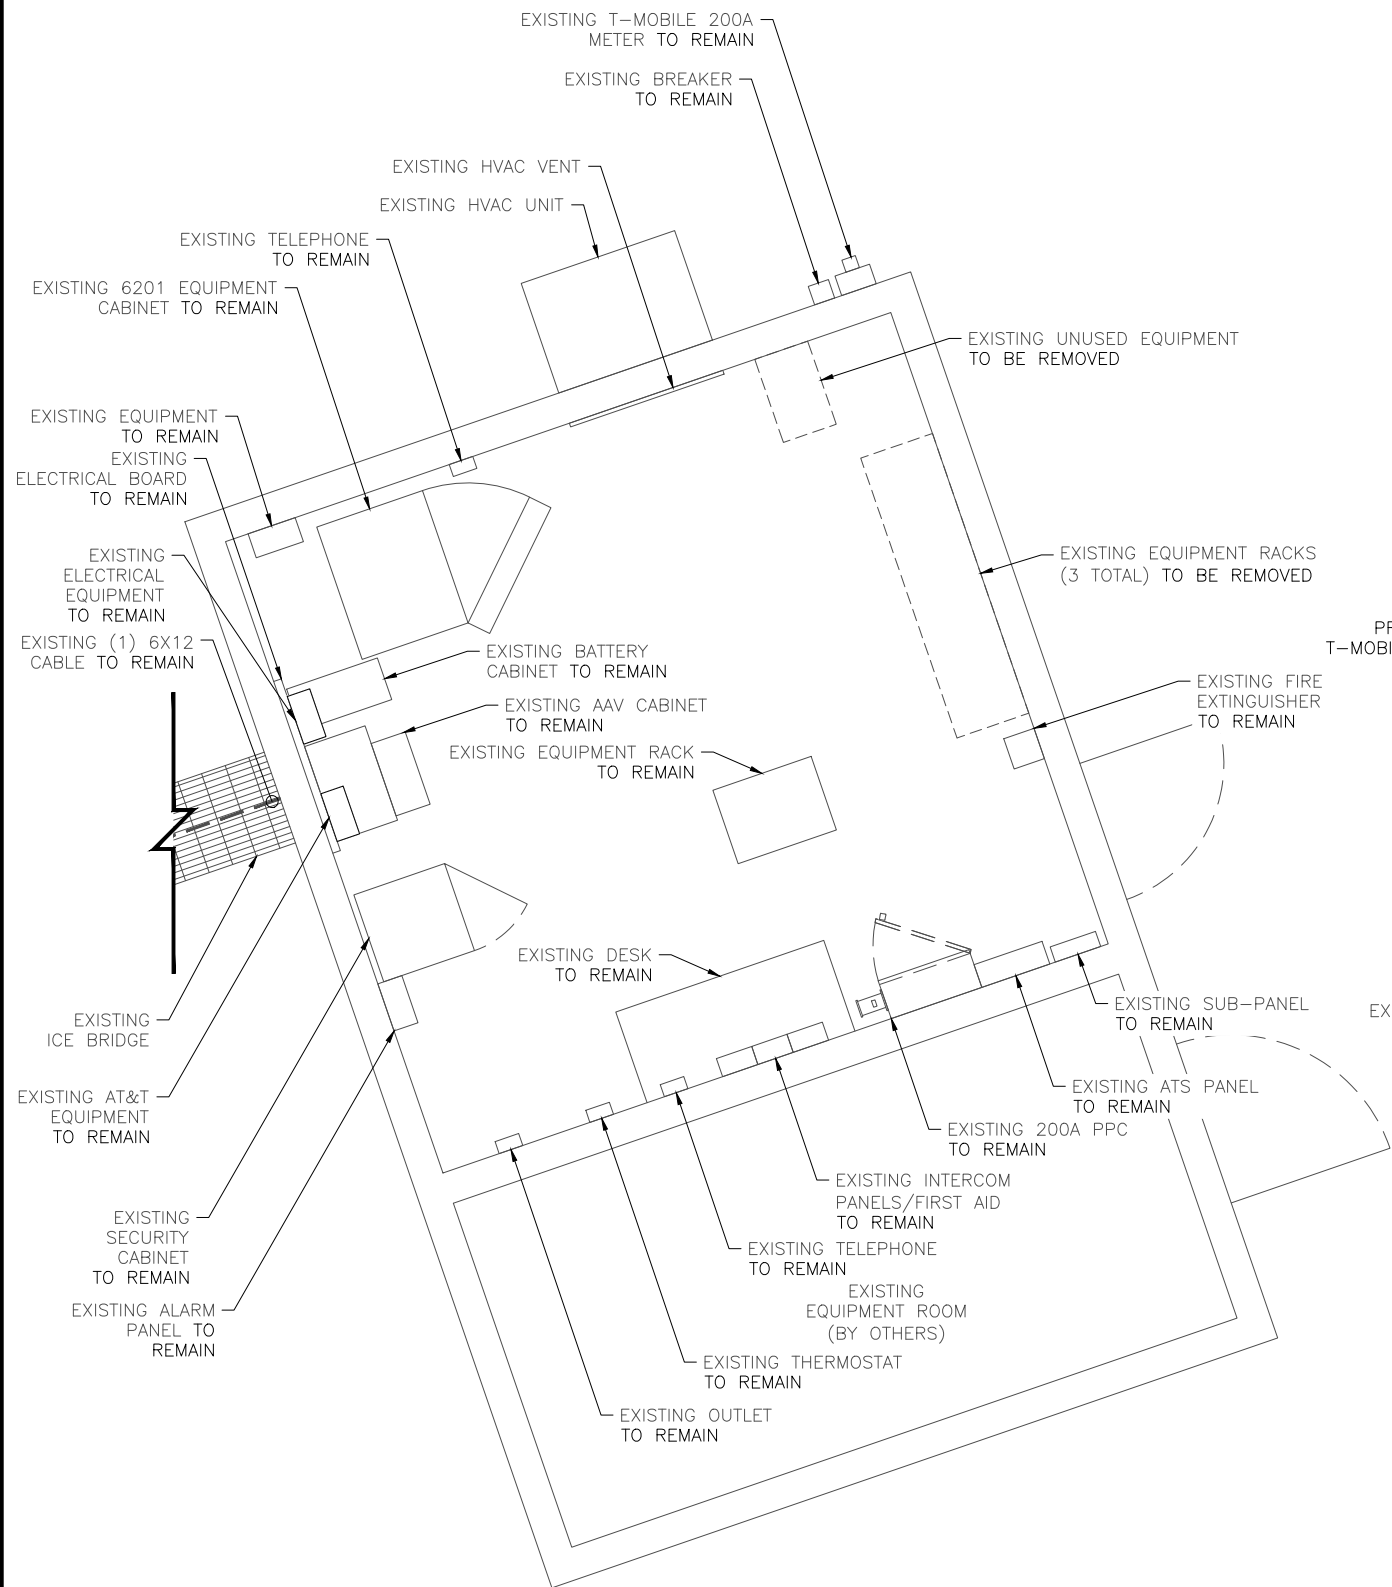 EXISTING T-MOBILE 200A
METER TO REMAIN
EXISTING BREAKER
TO REMAIN
EXISTING HVAC VENT
EXISTING HVAC UNIT
EXISTING TELEPHONE
TO REMAIN
EXISTING 6201 EQUIPMENT
CABINET TO REMAIN
EXISTING UNUSED EQUIPMENT
TO BE REMOVED
EXISTING EQUIPMENT
TO REMAIN
EXISTING
ELECTRICAL BOARD
TO REMAIN
EXISTING
ELECTRICAL
EQUIPMENT
TO REMAIN
EXISTING EQUIPMENT RACKS
(3 TOTAL) TO BE REMOVED
EXISTING (1) 6X12
CABLE TO REMAIN
EXISTING BATTERY
CABINET TO REMAIN
EXISTING AAV CABINET
TO REMAIN
EXISTING EQUIPMENT RACK
TO REMAIN
EXISTING FIRE
EXTINGUISHER
TO REMAIN
EXISTING DESK
TO REMAIN
EXISTING
ICE BRIDGE
EXISTING SUB-PANEL
TO REMAIN
EXISTING AT&T
EQUIPMENT
TO REMAIN
EXISTING ATS PANEL
TO REMAIN
EXISTING 200A PPC
TO REMAIN
EXISTING INTERCOM
PANELS/FIRST AID
TO REMAIN
EXISTING
SECURITY
CABINET
TO REMAIN
EXISTING TELEPHONE
TO REMAIN
EXISTING
EQUIPMENT ROOM
(BY OTHERS)
EXISTING ALARM
PANEL TO
REMAIN
EXISTING THERMOSTAT
TO REMAIN
EXISTING OUTLET
TO REMAIN